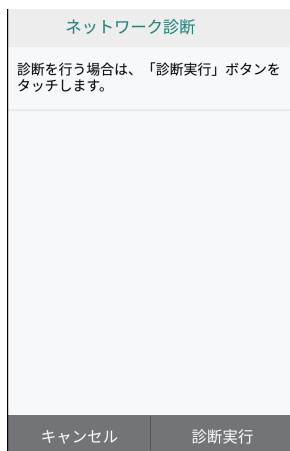 ネットワーク診断
診断を行う場合は、「診断実行」ボタンを
タッチします。
キャンセル
診断実行